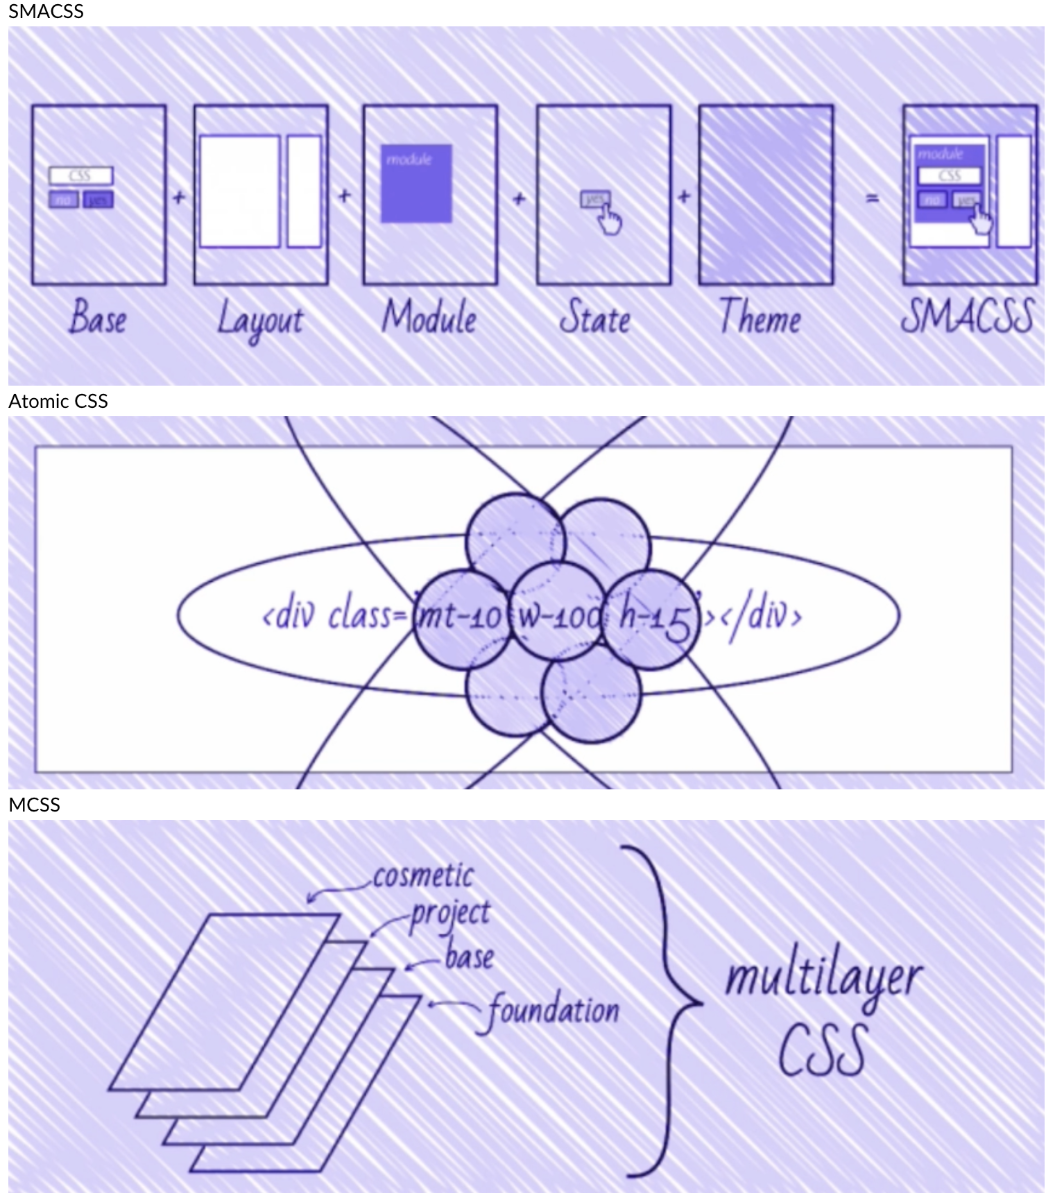 SMACSS
CSS
no yes
module
yes
module
CSS
no yes
+ + + + =
Base Layout Module State Theme SMACSS
Atomic CSS
<div class='mt-10 w-100 h-15'></div>
MCSS
cosmetic
project
base
foundation
multilayer
CSS